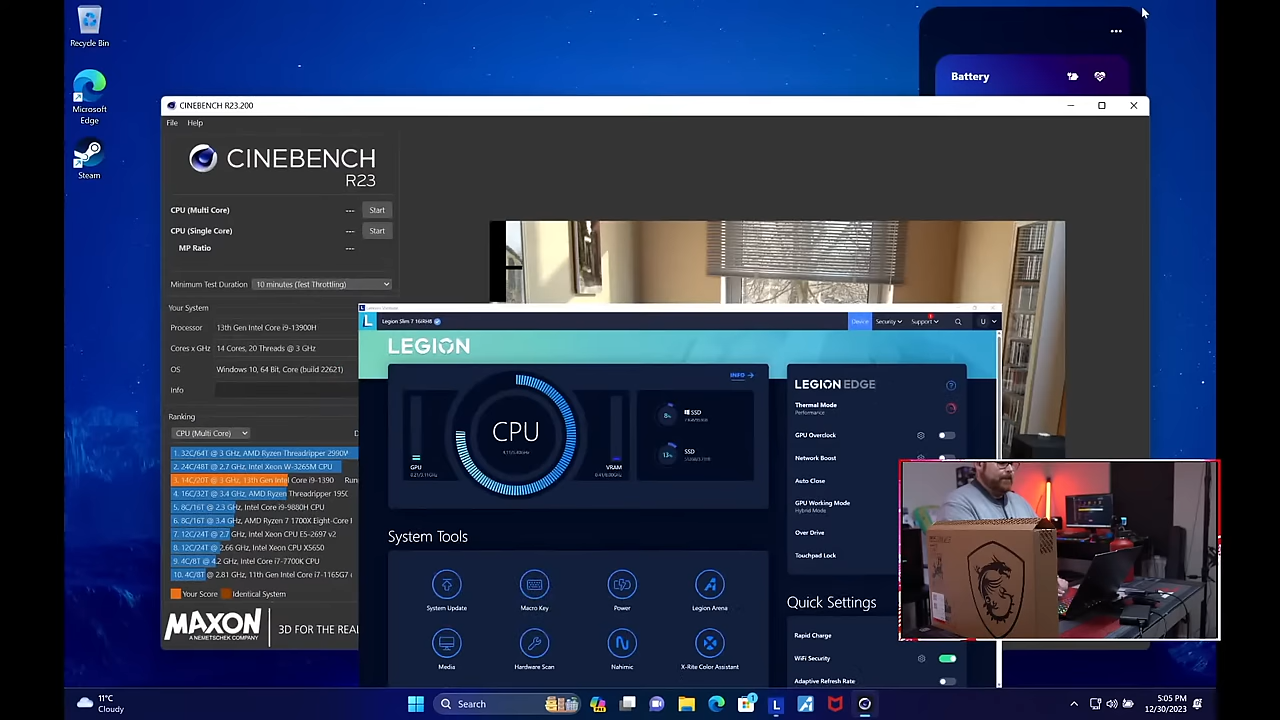 Recycle Bin
Microsoft
Edge
Steam
Battery
CINEBENCH R23.200
File Help
CINEBENCH
R23
CPU (Multi Core) --- Start
CPU (Single Core) --- Start
MP Ratio ---
Minimum Test Duration 10 minutes (Test Throttling)
Your System
Processor 13th Gen Intel Core i9-13900H
Cores x GHz 14 Cores, 20 Threads @ 3 GHz
OS Windows 10, 64 Bit, Core (build 22621)
Info
Ranking
CPU (Multi Core) D
1. 32C/64T @ 3 GHz, AMD Ryzen Threadripper 2990W
2. 24C/48T @ 2.7 GHz, Intel Xeon W-3265M CPU
3. 14C/20T @ 3 GHz, 13th Gen Intel Core i9-1390
4. 16C/32T @ 3.4 GHz, AMD Ryzen Threadripper 195
5. 8C/16T @ 2.3 GHz, Intel Core i9-9880H CPU
6. 8C/16T @ 3.4 GHz, AMD Ryzen 7 1700X Eight-Core
7. 12C/24T @ 2.7 GHz, Intel Xeon CPU E5-2697 v2
8. 12C/24T @ 2.66 GHz, Intel Xeon CPU X5650
9. 4C/8T @ 4.2 GHz, Intel Core i7-7700K CPU
10. 4C/8T @ 2.81 GHz, 11th Gen Intel Core i7-1165G7
Your Score Identical System
MAXON
A NEMETSCHEK COMPANY
3D FOR THE REA
L Legion Slim 7 16IRH8 Device Security Support U
LEGION
INFO
CPU
GPU
VRAM
8% SSD
13% SSD
LEGION EDGE
Thermal Mode
Performance
GPU Overclock
Network Boost
Auto Close
GPU Working Mode
Hybrid Mode
Over Drive
Touchpad Lock
System Tools
System Update Macro Key Power Legion Arena
Media Hardware Scan Nahimic X-Rite Color Assistant
Quick Settings
Rapid Charge
WiFi Security
Adaptive Refresh Rate
11°C
Cloudy
Search
5:05 PM
12/30/2023